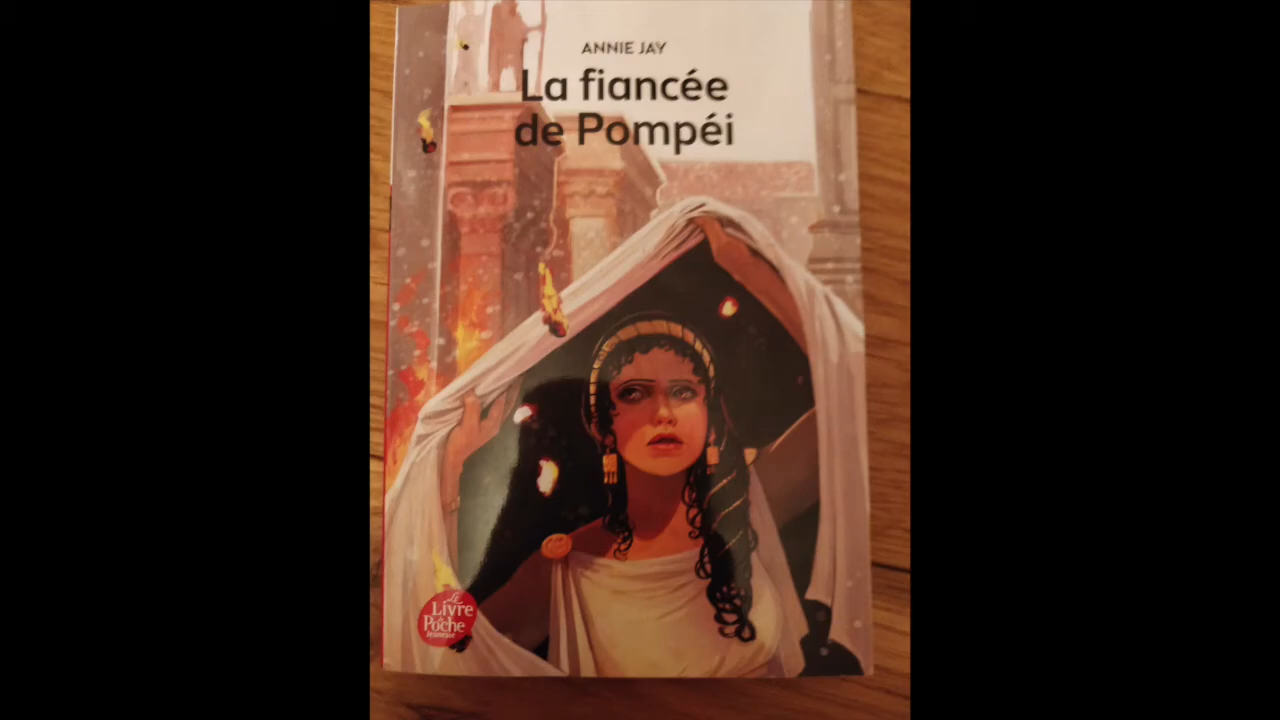 ANNIE JAY
La fiancée
de Pompéi
Le
Livre
de
Poche
Jeunesse